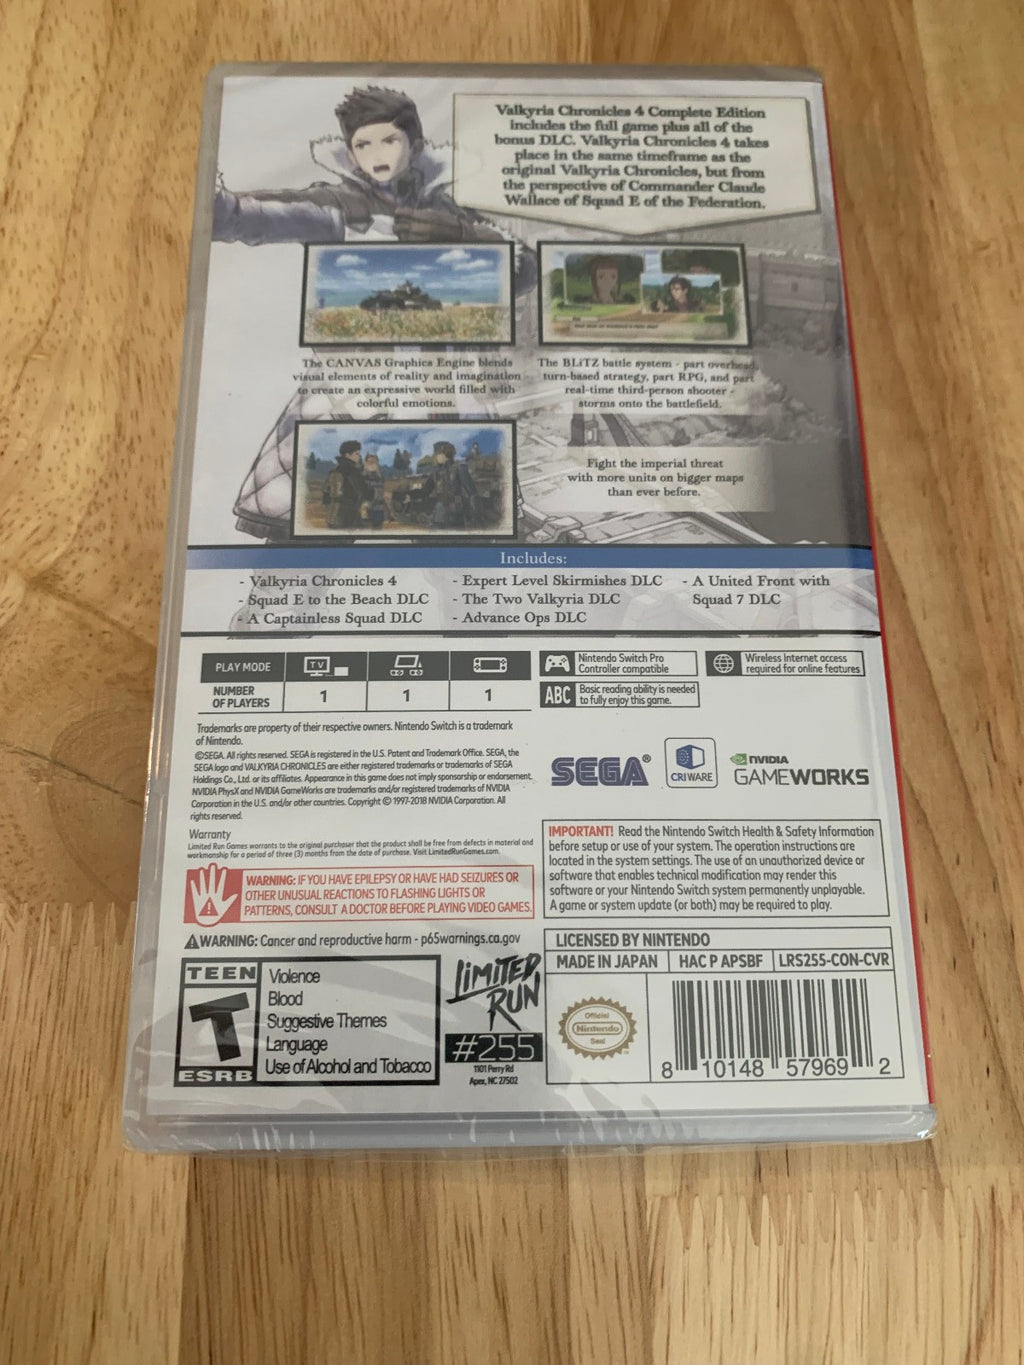 Valkyria Chronicles 4 Complete Edition
includes the full game plus all of the
bonus DLC. Valkyria Chronicles 4 takes
place in the same timeframe as the
original Valkyria Chronicles, but from
the perspective of Commander Claude
Wallace of Squad E of the Federation.
The CANVAS Graphics Engine blends
visual elements of reality and imagination
to create an expressive world filled with
colorful emotions.
The BLiTZ battle system - part overhead
turn-based strategy, part RPG, and part
real-time third-person shooter -
storms onto the battlefield.
Fight the imperial threat
with more units on bigger maps
than ever before.
Includes:
- Valkyria Chronicles 4
- Squad E to the Beach DLC
- A Captainless Squad DLC
- Expert Level Skirmishes DLC
- The Two Valkyria DLC
- Advance Ops DLC
- A United Front with
Squad 7 DLC
PLAY MODE
TV
NUMBER
OF PLAYERS
1
1
1
Nintendo Switch Pro
Controller compatible
Wireless Internet access
required for online features
ABC
Basic reading ability is needed
to fully enjoy this game.
Trademarks are property of their respective owners. Nintendo Switch is a trademark
of Nintendo.
©SEGA. All rights reserved. SEGA is registered in the U.S. Patent and Trademark Office. SEGA, the
SEGA logo and VALKYRIA CHRONICLES are either registered trademarks or trademarks of SEGA
Holdings Co., Ltd. or its affiliates. Appearance in this game does not imply sponsorship or endorsement.
NVIDIA PhysX and NVIDIA GameWorks are trademarks and/or registered trademarks of NVIDIA
Corporation in the U.S. and/or other countries. Copyright © 1997-2018 NVIDIA Corporation. All
rights reserved.
SEGA®
CRIWARE
NVIDIA
GAMEWORKS
Warranty
Limited Run Games warrants to the original purchaser that the product shall be free from defects in material and
workmanship for a period of three (3) months from the date of purchase. Visit LimitedRunGames.com.
WARNING: IF YOU HAVE EPILEPSY OR HAVE HAD SEIZURES OR
OTHER UNUSUAL REACTIONS TO FLASHING LIGHTS OR
PATTERNS, CONSULT A DOCTOR BEFORE PLAYING VIDEO GAMES.
IMPORTANT! Read the Nintendo Switch Health & Safety Information
before setup or use of your system. The operation instructions are
located in the system settings. The use of an unauthorized device or
software that enables technical modification may render this
software or your Nintendo Switch system permanently unplayable.
A game or system update (or both) may be required to play.
WARNING: Cancer and reproductive harm - p65warnings.ca.gov
TEEN
T
ESRB
Violence
Blood
Suggestive Themes
Language
Use of Alcohol and Tobacco
LIMITED
RUN
#255
1101 Perry Rd
Apex, NC 27502
LICENSED BY NINTENDO
MADE IN JAPAN
HAC P APSBF
LRS255-CON-CVR
Official
Nintendo
Seal
8 10148 57969 2